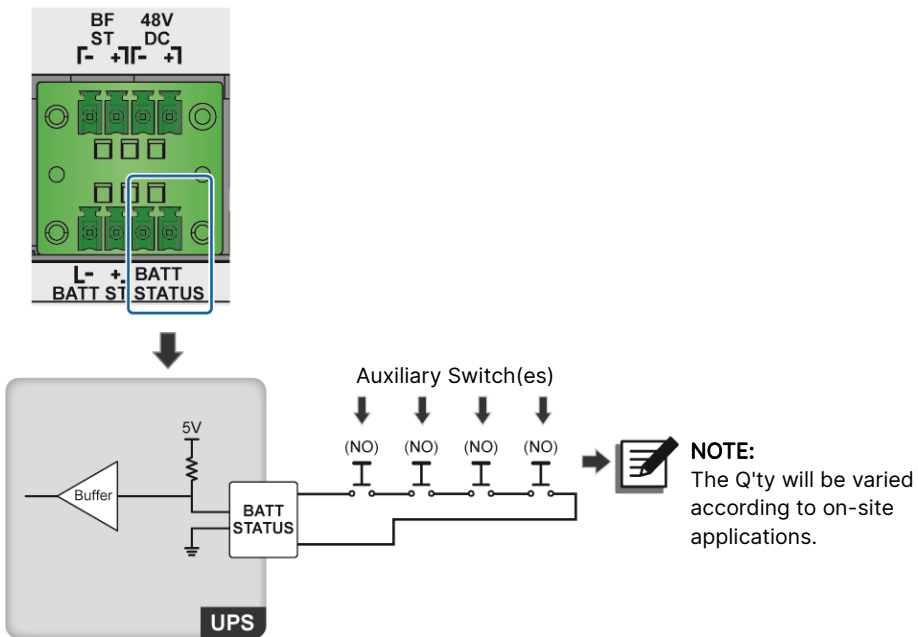 BF 48V
ST DC
- + - +
- + BATT
BATT ST STATUS
Auxiliary Switch(es)
(NO) (NO) (NO) (NO)
5V
Buffer
BATT
STATUS
UPS
NOTE:
The Q'ty will be varied
according to on-site
applications.